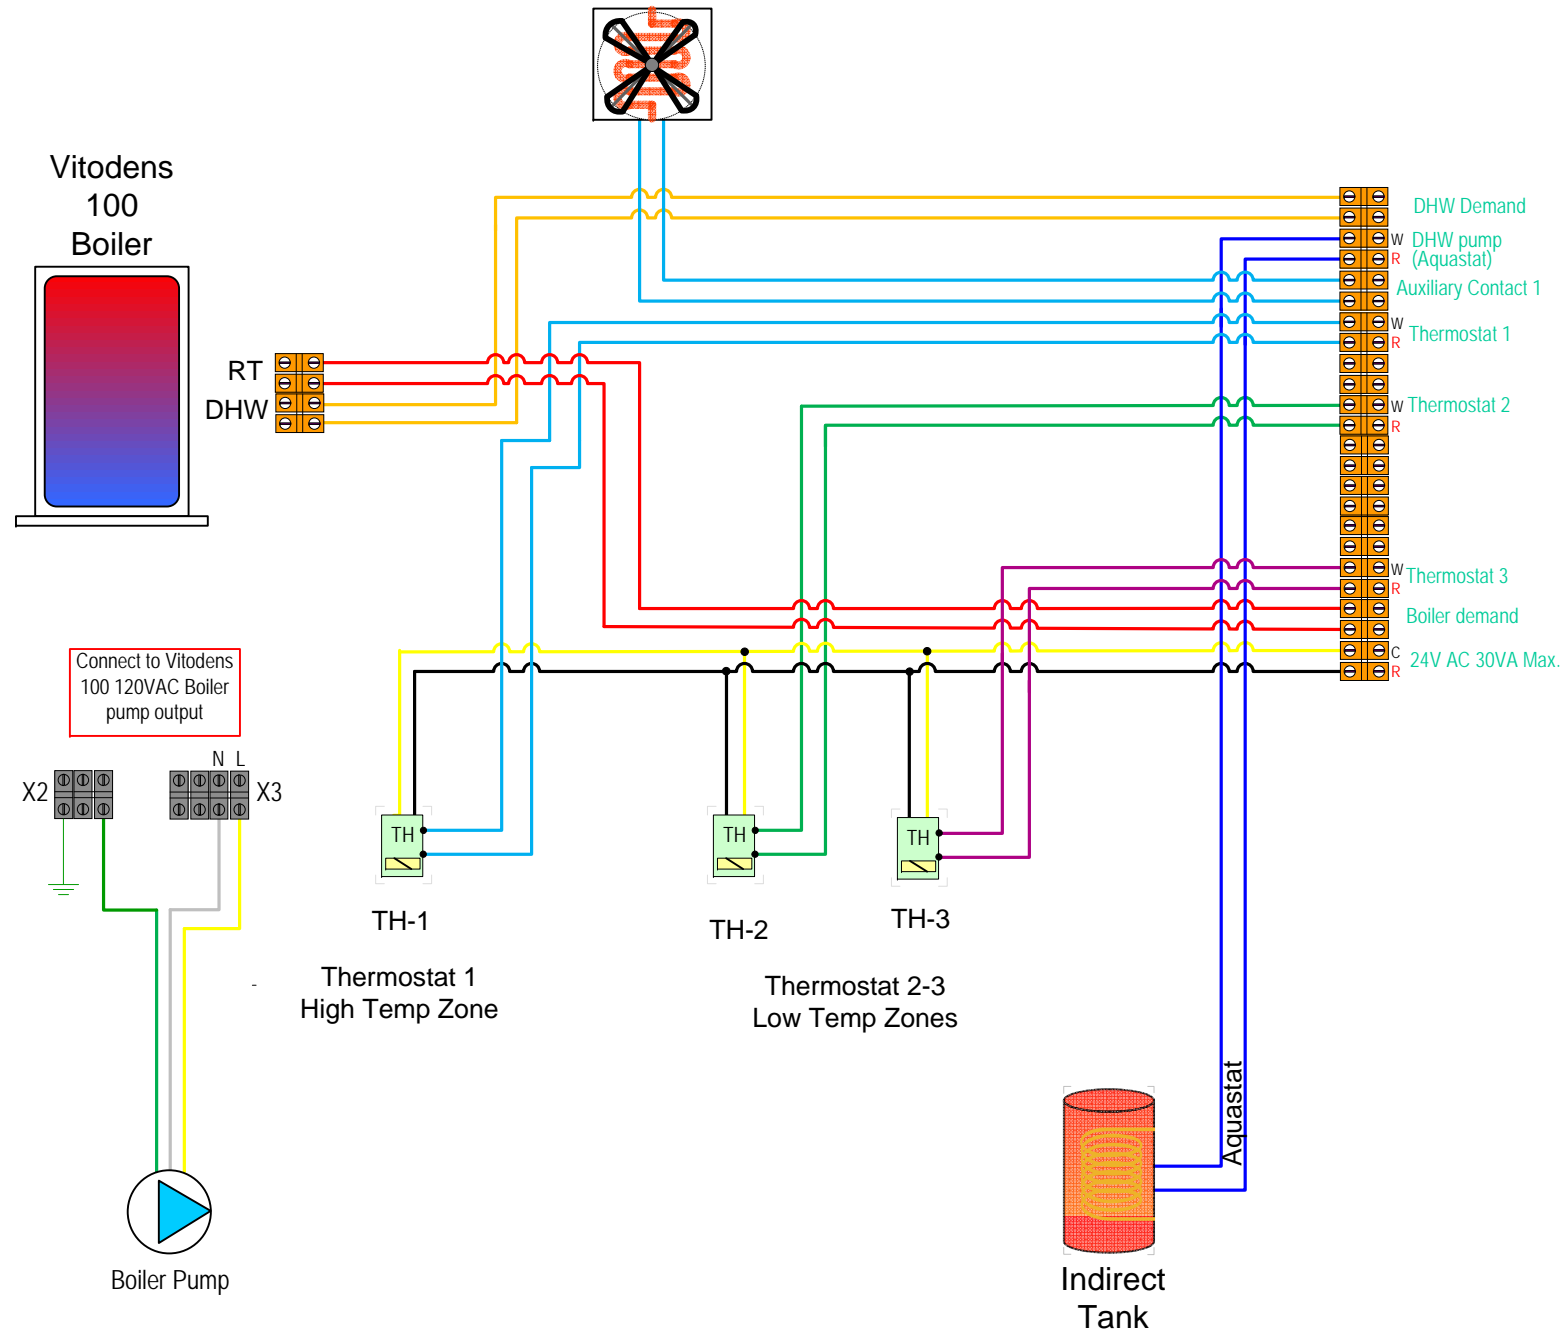 Vitodens
100
Boiler
RT
DHW
DHW Demand
W
DHW pump
R
(Aquastat)
Auxiliary Contact 1
W
Thermostat 1
R
W
Thermostat 2
R
W
Thermostat 3
R
Boiler demand
C
24V AC 30VA Max.
R
Connect to Vitodens
100 120VAC Boiler
pump output
N L
X2
X3
TH
TH
TH
TH-1
TH-2
TH-3
Thermostat 1
High Temp Zone
-
Thermostat 2-3
Low Temp Zones
Aquastat
Boiler Pump
Indirect
Tank